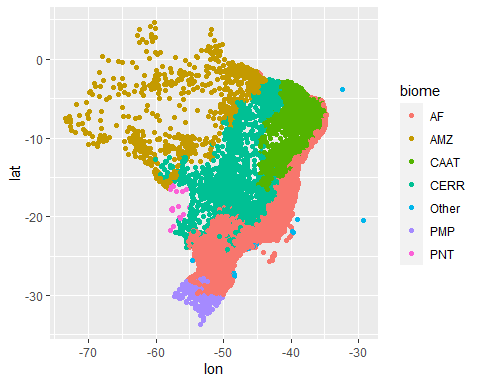 0
-10
-20
-30
lat
-70
-60
-50
-40
-30
lon
biome
AF
AMZ
CAAT
CERR
Other
PMP
PNT